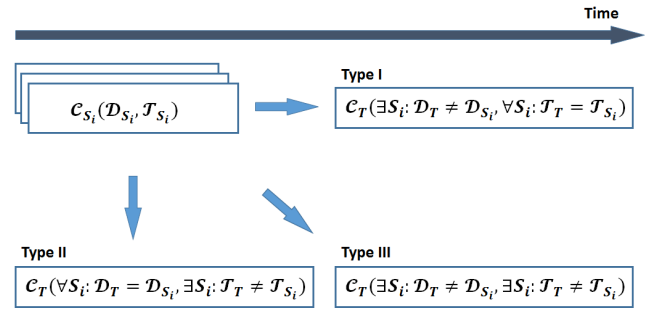 Time
Type I
𝒞_{S_i}(𝒟_{S_i}, 𝒯_{S_i})
𝒞_T(∃S_i: 𝒟_T ≠ 𝒟_{S_i}, ∀S_i: 𝒯_T = 𝒯_{S_i})
Type II
Type III
𝒞_T(∀S_i: 𝒟_T = 𝒟_{S_i}, ∃S_i: 𝒯_T ≠ 𝒯_{S_i})
𝒞_T(∃S_i: 𝒟_T ≠ 𝒟_{S_i}, ∃S_i: 𝒯_T ≠ 𝒯_{S_i})